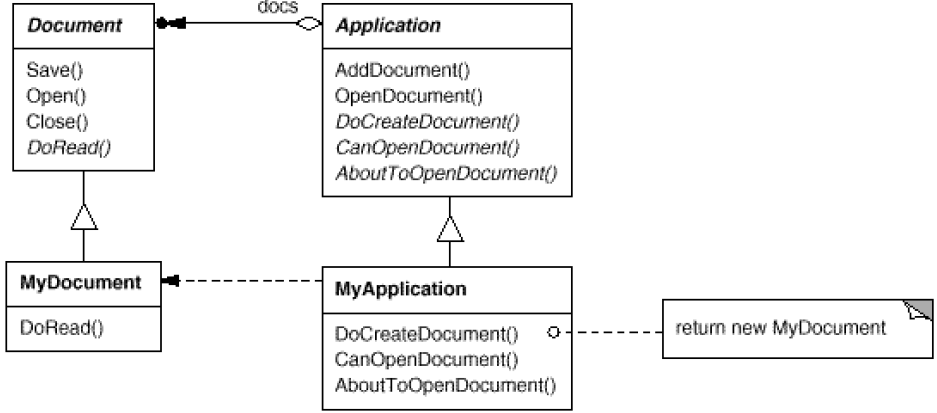 docs
Document
Save()
Open()
Close()
DoRead()
Application
AddDocument()
OpenDocument()
DoCreateDocument()
CanOpenDocument()
AboutToOpenDocument()
MyDocument
DoRead()
MyApplication
DoCreateDocument()
CanOpenDocument()
AboutToOpenDocument()
return new MyDocument